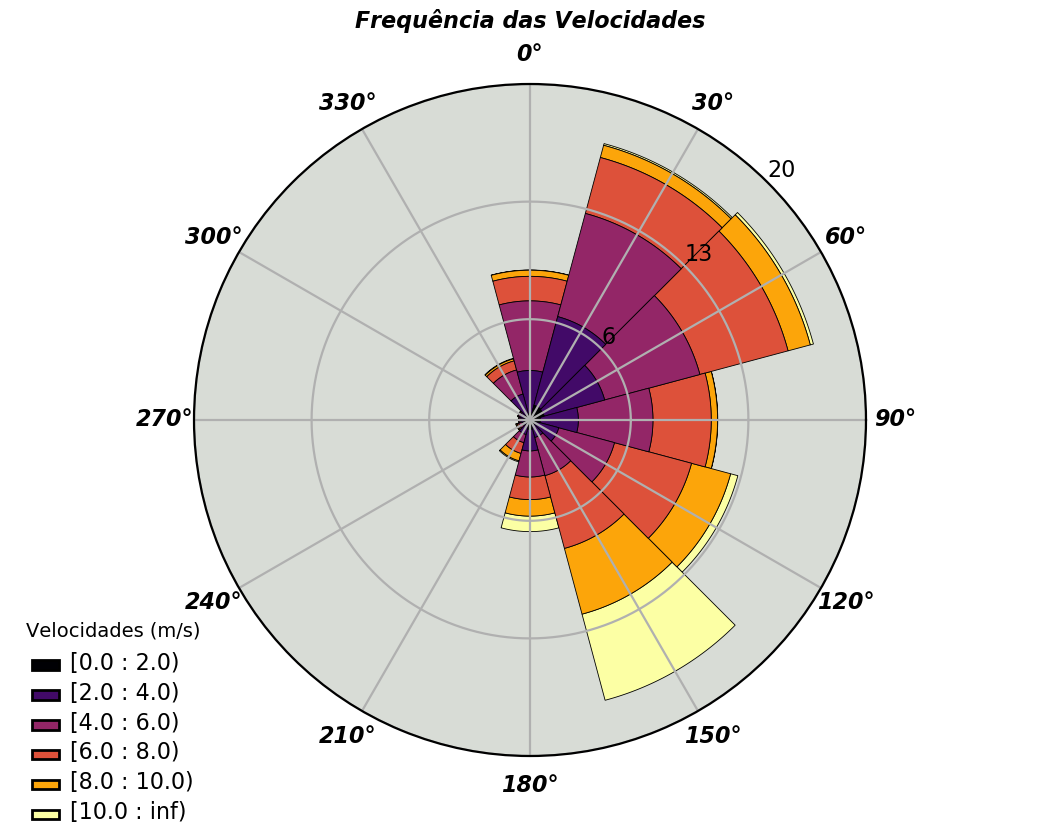 Frequência das Velocidades
0°
330°
30°
20
300°
60°
13
6
270°
90°
240°
120°
210°
150°
180°
Velocidades (m/s)
[0.0 : 2.0)
[2.0 : 4.0)
[4.0 : 6.0)
[6.0 : 8.0)
[8.0 : 10.0)
[10.0 : inf)